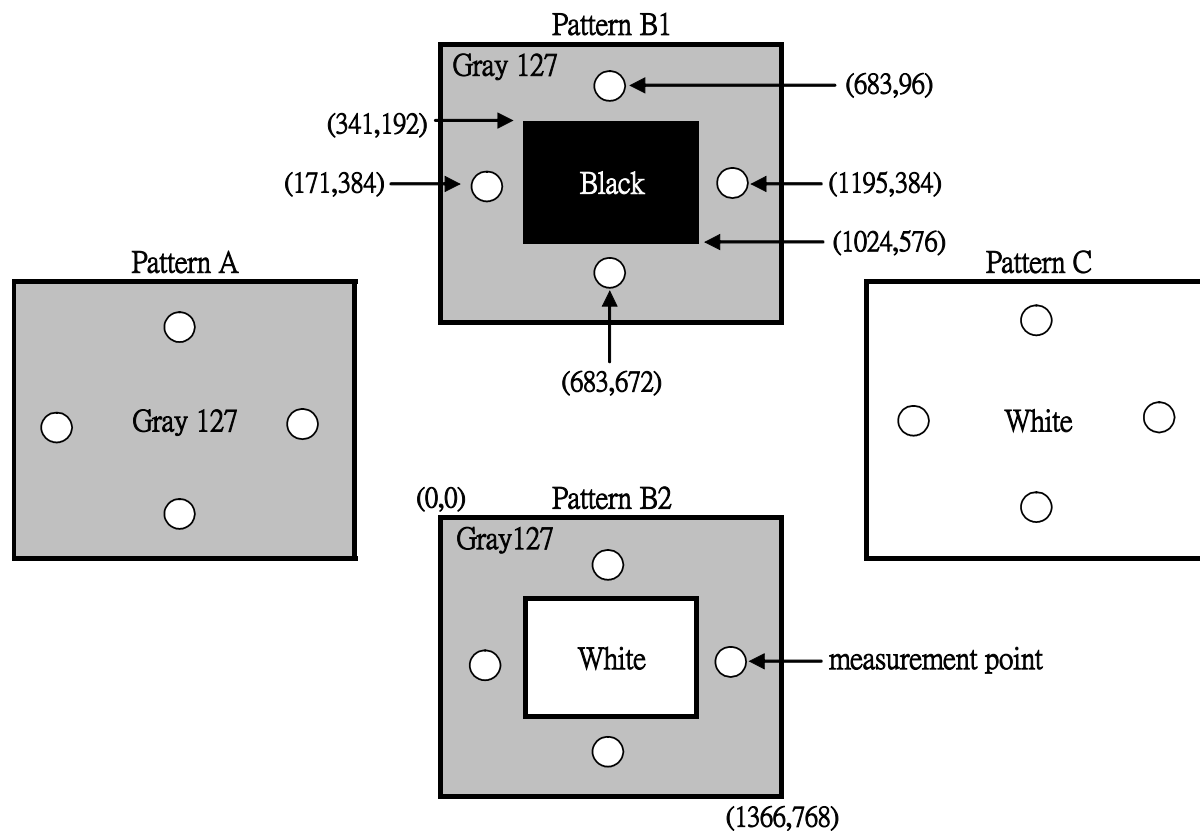 Pattern B1
Gray 127
(683,96)
(341,192)
(171,384)
Black
(1195,384)
(1024,576)
Pattern A
Pattern C
(683,672)
Gray 127
White
(0,0)
Pattern B2
Gray127
White
measurement point
(1366,768)